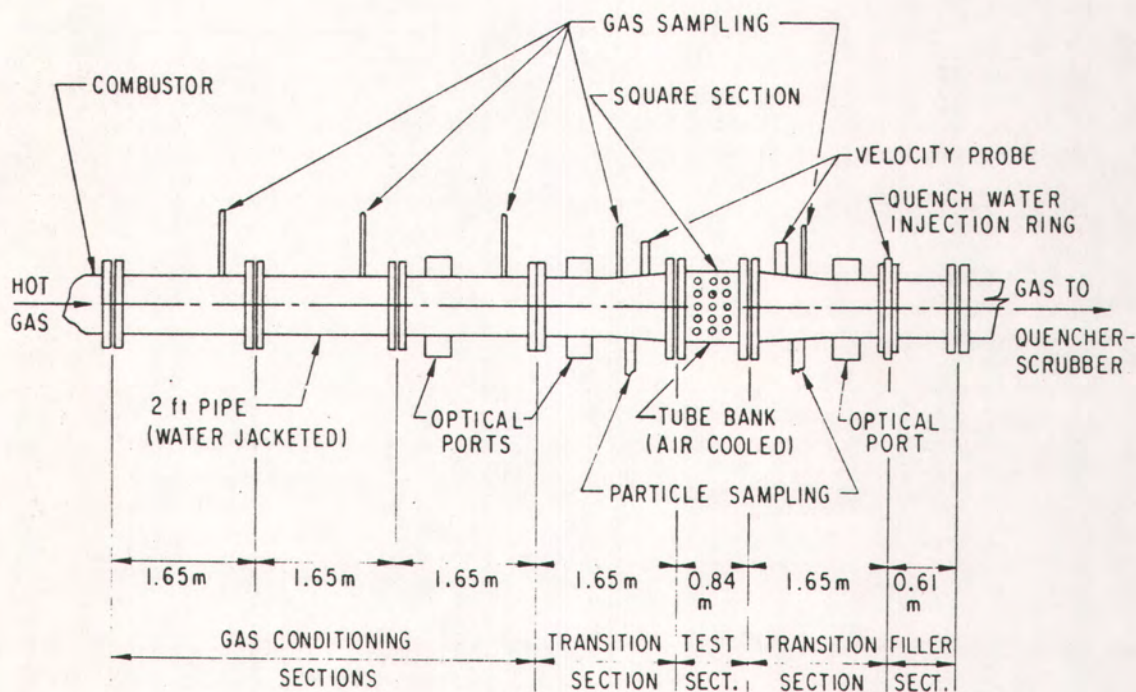 GAS SAMPLING
COMBUSTOR
SQUARE SECTION
VELOCITY PROBE
QUENCH WATER
INJECTION RING
HOT
GAS
GAS TO
QUENCHER-
SCRUBBER
2 ft PIPE
(WATER JACKETED)
OPTICAL
PORTS
TUBE BANK
(AIR COOLED)
OPTICAL
PORT
PARTICLE SAMPLING
1.65m
1.65m
1.65m
1.65m
0.84
m
1.65m
0.61
m
GAS CONDITIONING
SECTIONS
TRANSITION
SECTION
TEST
SECT.
TRANSITION
SECTION
FILLER
SECT.